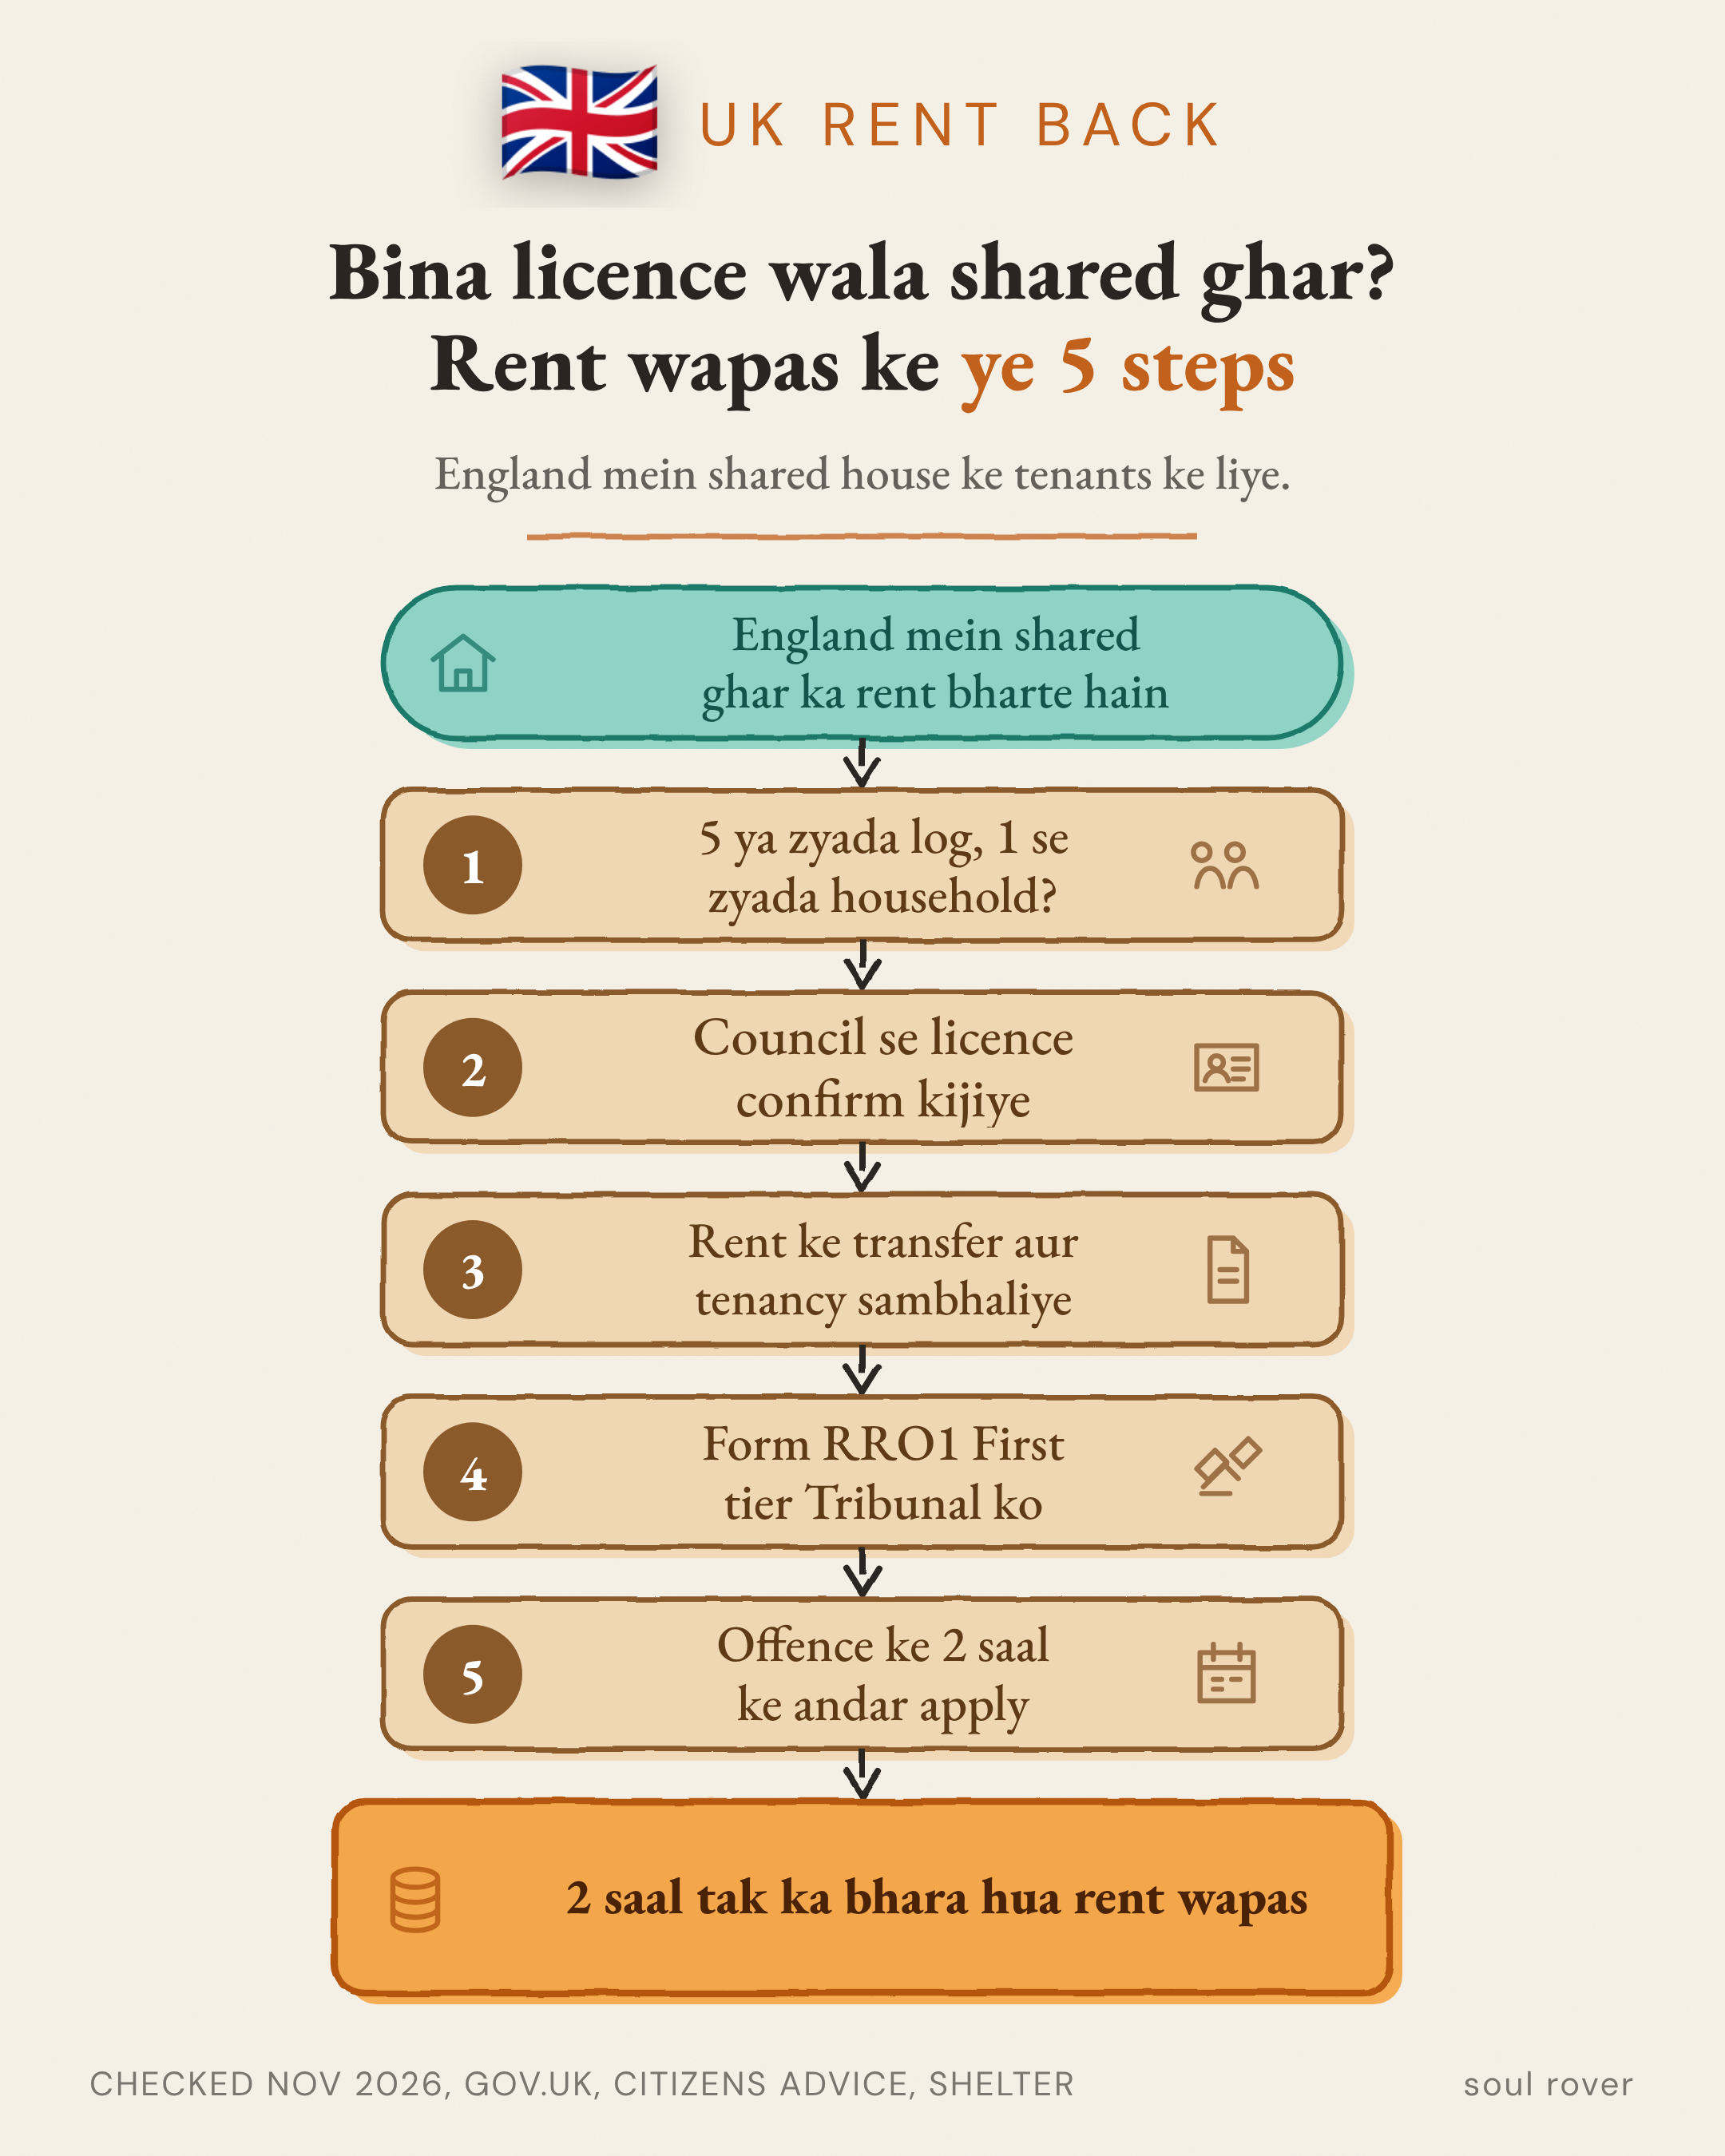 UK RENT BACK
Bina licence wala shared ghar?
Rent wapas ke ye 5 steps
England mein shared house ke tenants ke liye.
England mein shared
ghar ka rent bharte hain
1
5 ya zyada log, 1 se
zyada household?
2
Council se licence
confirm kijiye
3
Rent ke transfer aur
tenancy sambhaliye
4
Form RRO1 First
tier Tribunal ko
5
Offence ke 2 saal
ke andar apply
2 saal tak ka bhara hua rent wapas
CHECKED NOV 2026, GOV.UK, CITIZENS ADVICE, SHELTER
soul rover